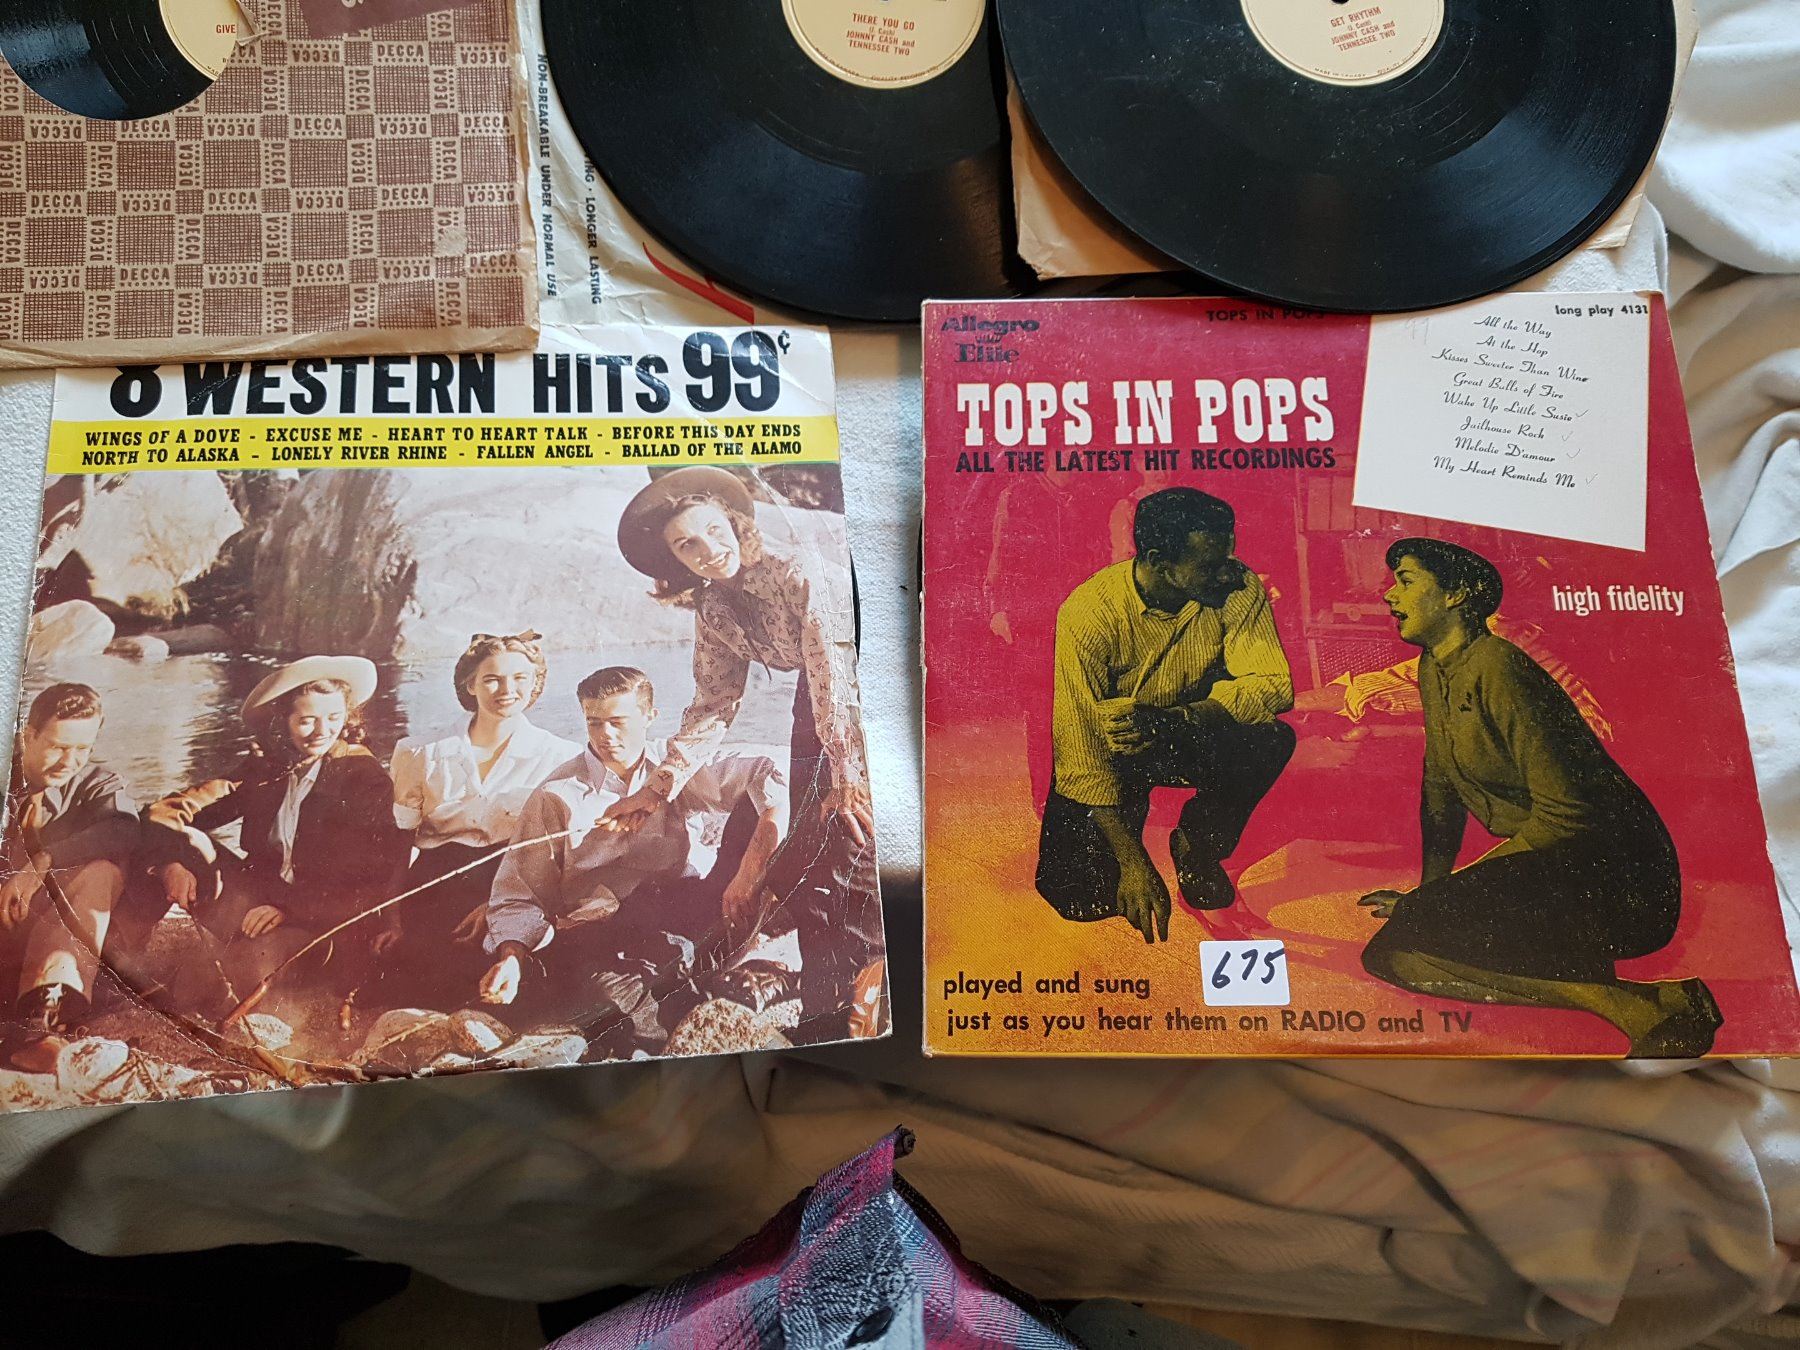 GIVE
DECCA
NON-BREAKABLE UNDER NORMAL USE
LONGER LASTING
THERE YOU GO
(J. Cash)
JOHNNY CASH and
TENNESSEE TWO
GET RHYTHM
(J. Cash)
JOHNNY CASH and
TENNESSEE TWO
MADE IN CANADA
8 WESTERN HITS 99¢
WINGS OF A DOVE - EXCUSE ME - HEART TO HEART TALK - BEFORE THIS DAY ENDS
NORTH TO ALASKA - LONELY RIVER RHINE - FALLEN ANGEL - BALLAD OF THE ALAMO
Allegro
Elite
TOPS IN POPS
long play 4131
TOPS IN POPS
ALL THE LATEST HIT RECORDINGS
All the Way
At the Hop
Kisses Sweeter Than Wine
Great Balls of Fire
Wake Up Little Susie
Jailhouse Rock
Melodie D'amour
My Heart Reminds Me
high fidelity
675
played and sung
just as you hear them on RADIO and TV